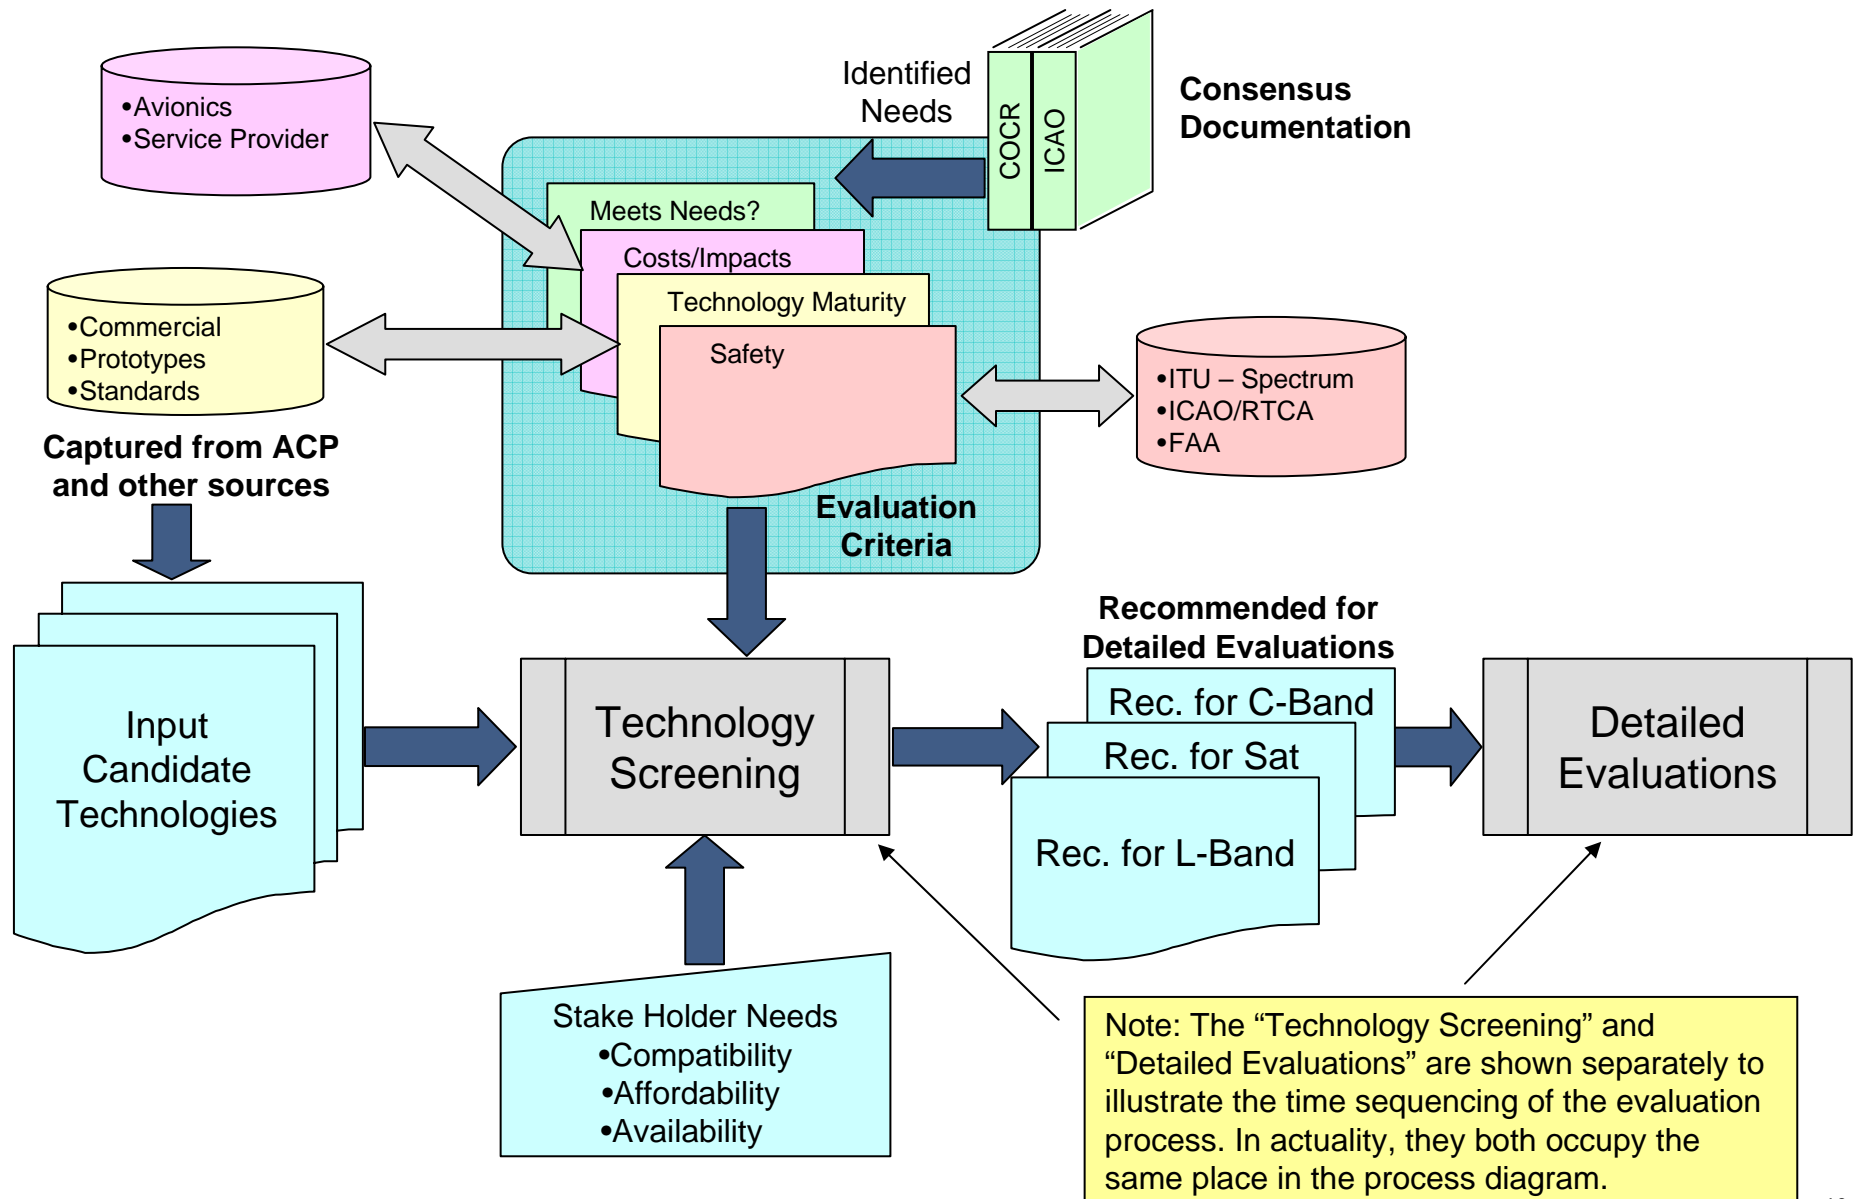 •Avionics
•Service Provider
Identified
Needs
COCR
ICAO
Consensus
Documentation
Meets Needs?
Costs/Impacts
Technology Maturity
Safety
•Commercial
•Prototypes
•Standards
•ITU – Spectrum
•ICAO/RTCA
•FAA
Captured from ACP
and other sources
Evaluation
Criteria
Input
Candidate
Technologies
Technology
Screening
Recommended for
Detailed Evaluations
Rec. for C-Band
Rec. for Sat
Rec. for L-Band
Detailed
Evaluations
Stake Holder Needs
•Compatibility
•Affordability
•Availability
Note: The “Technology Screening” and
“Detailed Evaluations” are shown separately to
illustrate the time sequencing of the evaluation
process. In actuality, they both occupy the
same place in the process diagram.